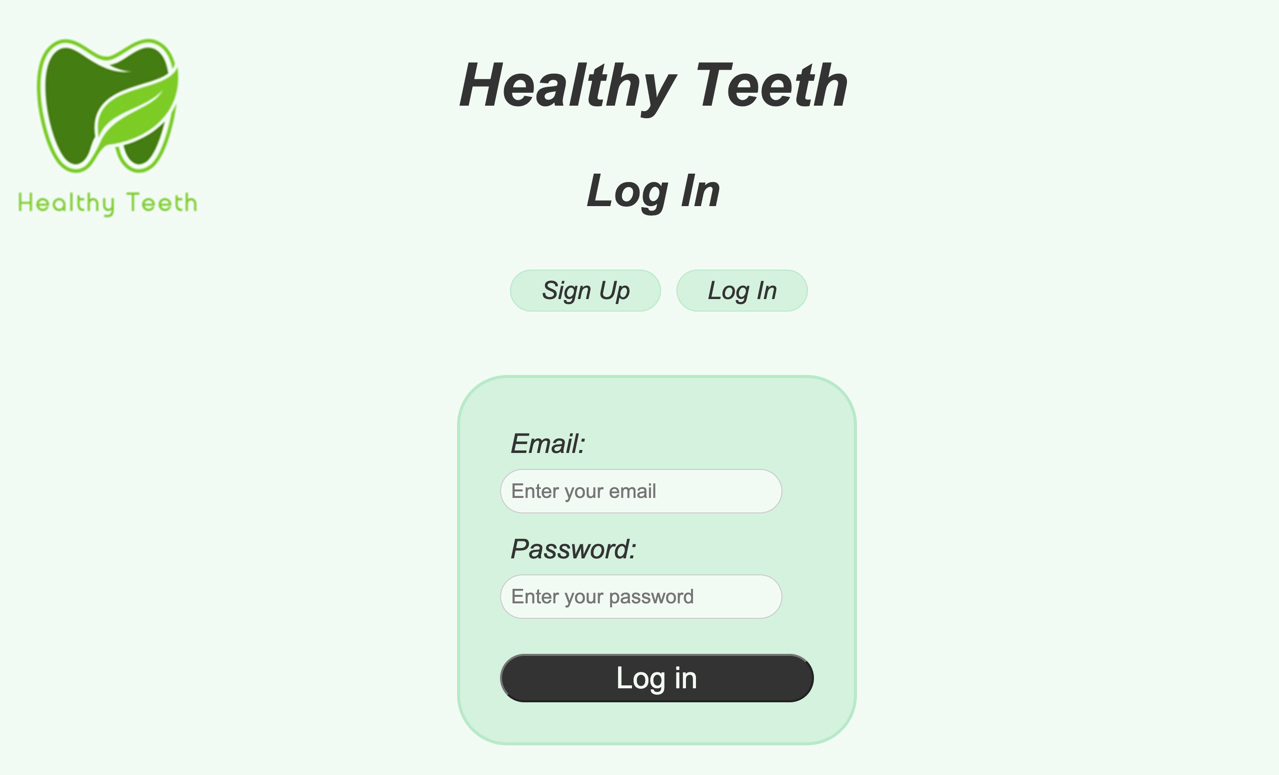 Healthy Teeth
Healthy Teeth
Log In
Sign Up
Log In
Email:
Enter your email
Password:
Enter your password
Log in